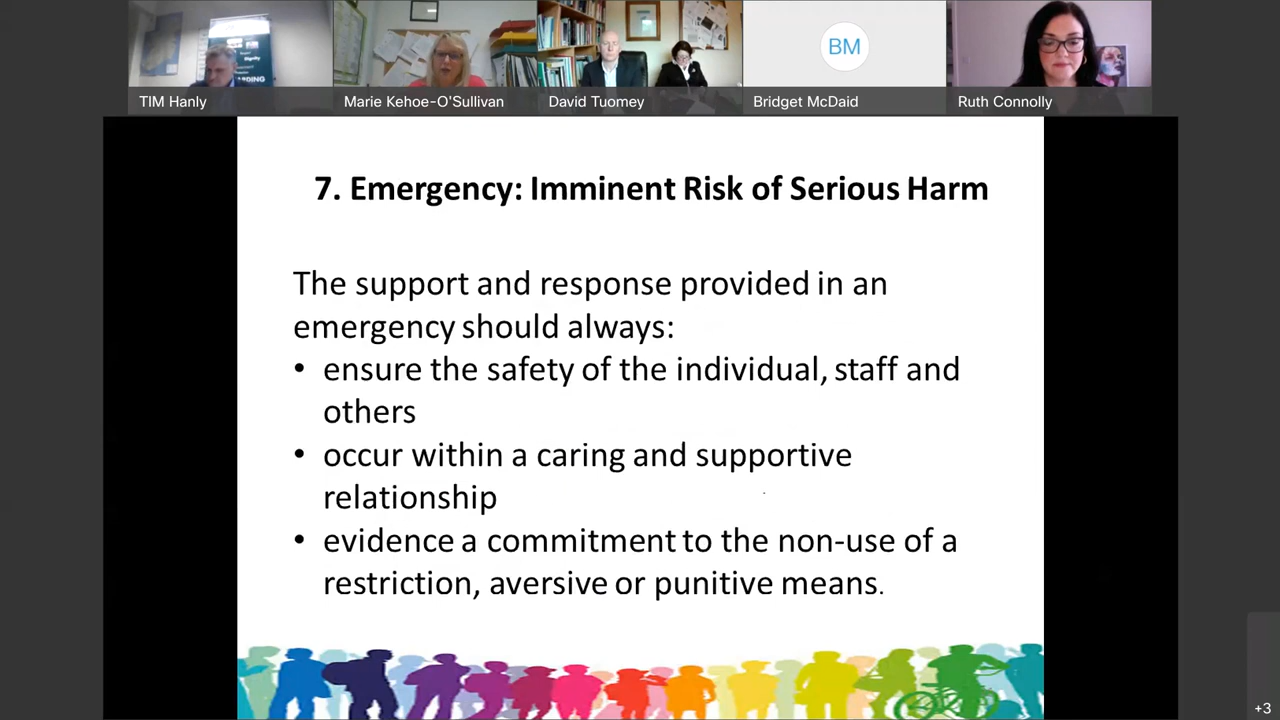 Dignity
ARDING
TIM Hanly
Marie Kehoe-O'Sullivan
David Tuomey
BM
Bridget McDaid
Ruth Connolly
7. Emergency: Imminent Risk of Serious Harm
The support and response provided in an
emergency should always:
• ensure the safety of the individual, staff and
others
• occur within a caring and supportive
relationship
• evidence a commitment to the non-use of a
restriction, aversive or punitive means.
+3